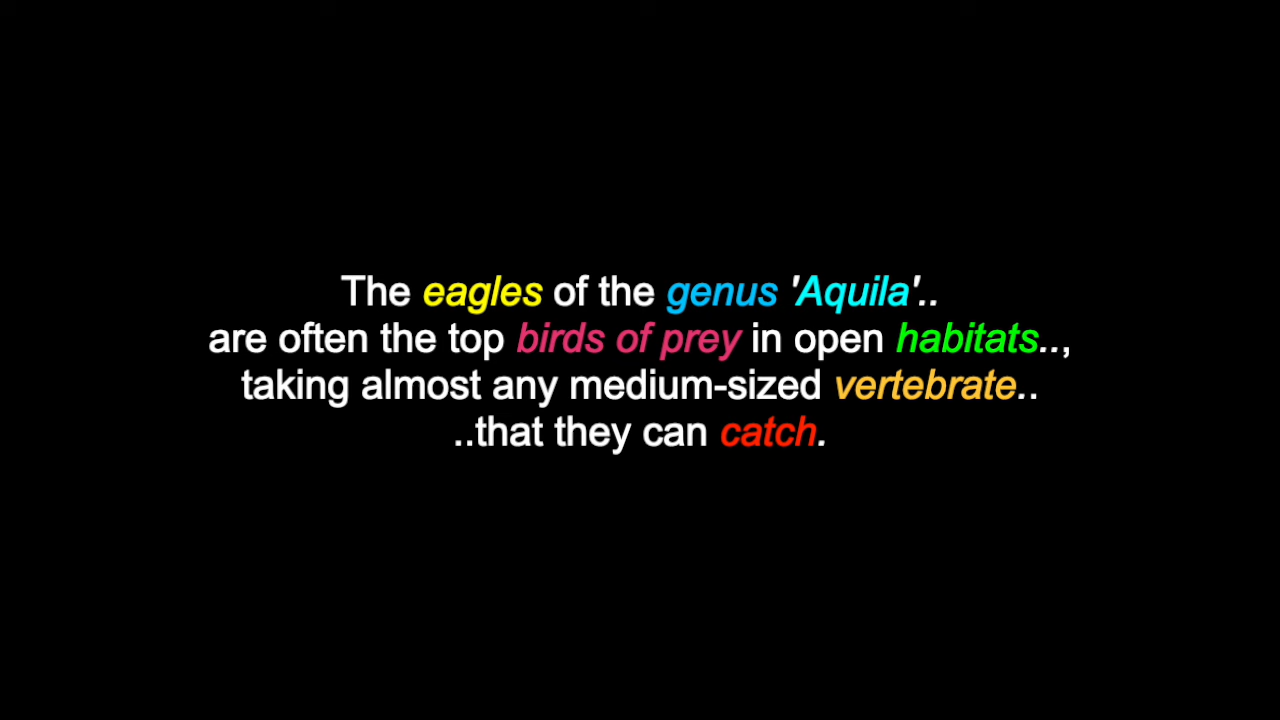 The eagles of the genus 'Aquila'..
are often the top birds of prey in open habitats..,
taking almost any medium-sized vertebrate..
..that they can catch.